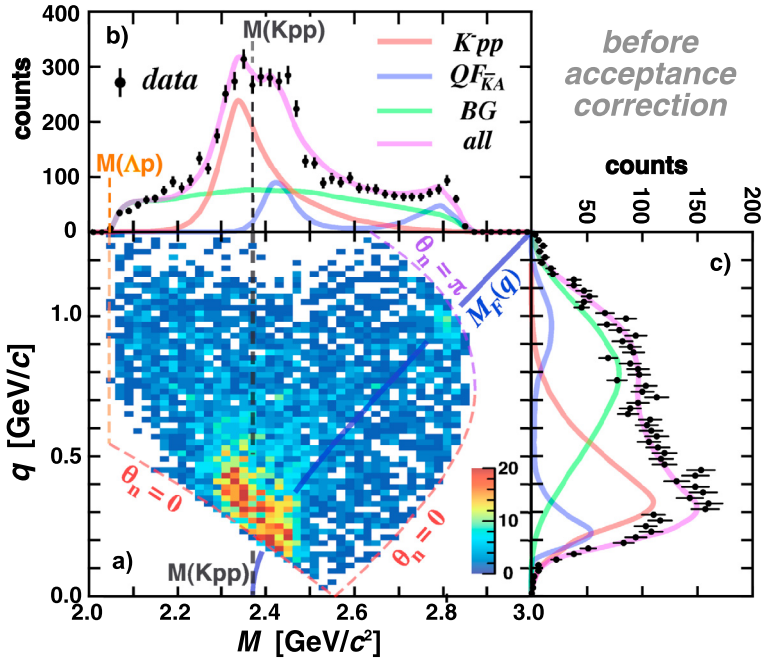 b)
M(Kpp)
K⁻pp
QF_K̅A
BG
all
data
M(Λp)
counts
400
300
200
100
0
before
acceptance
correction
counts
50
100
150
200
c)
θₙ = π
M_F(q)
1.0
0.5
0.0
q [GeV/c]
θₙ = 0
θₙ = 0
20
10
0
a)
M(Kpp)
2.0
2.2
2.4
2.6
2.8
3.0
M [GeV/c²]